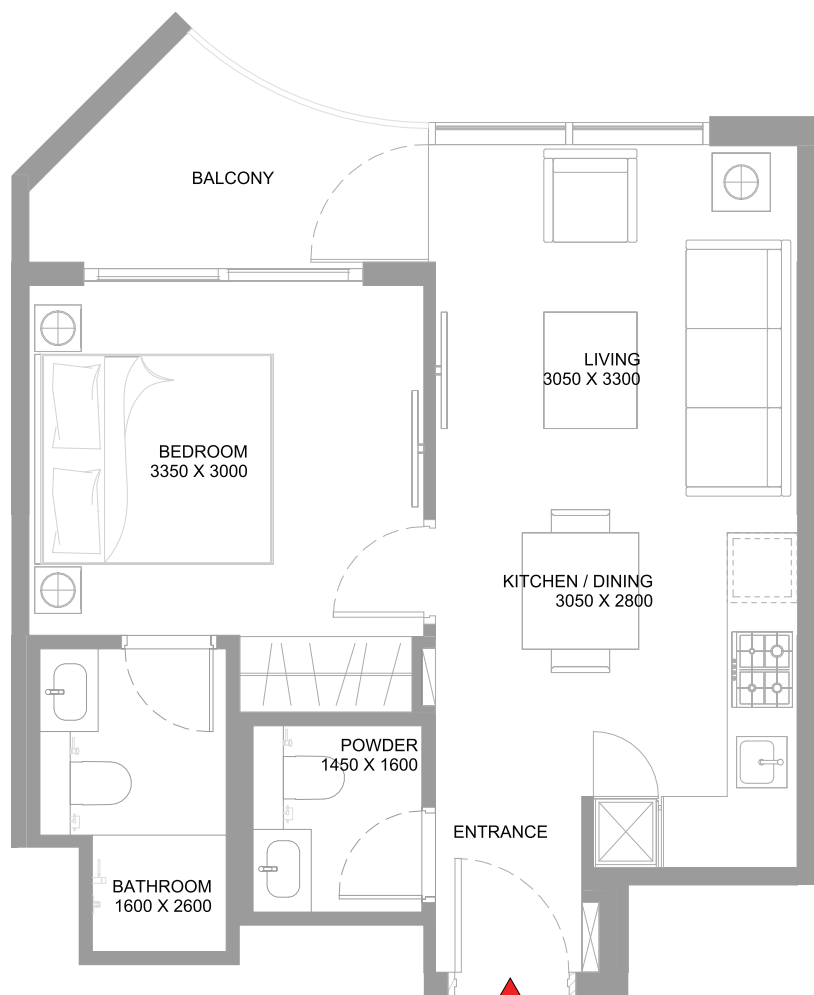 BALCONY
LIVING
3050 X 3300
BEDROOM
3350 X 3000
KITCHEN / DINING
3050 X 2800
POWDER
1450 X 1600
ENTRANCE
BATHROOM
1600 X 2600